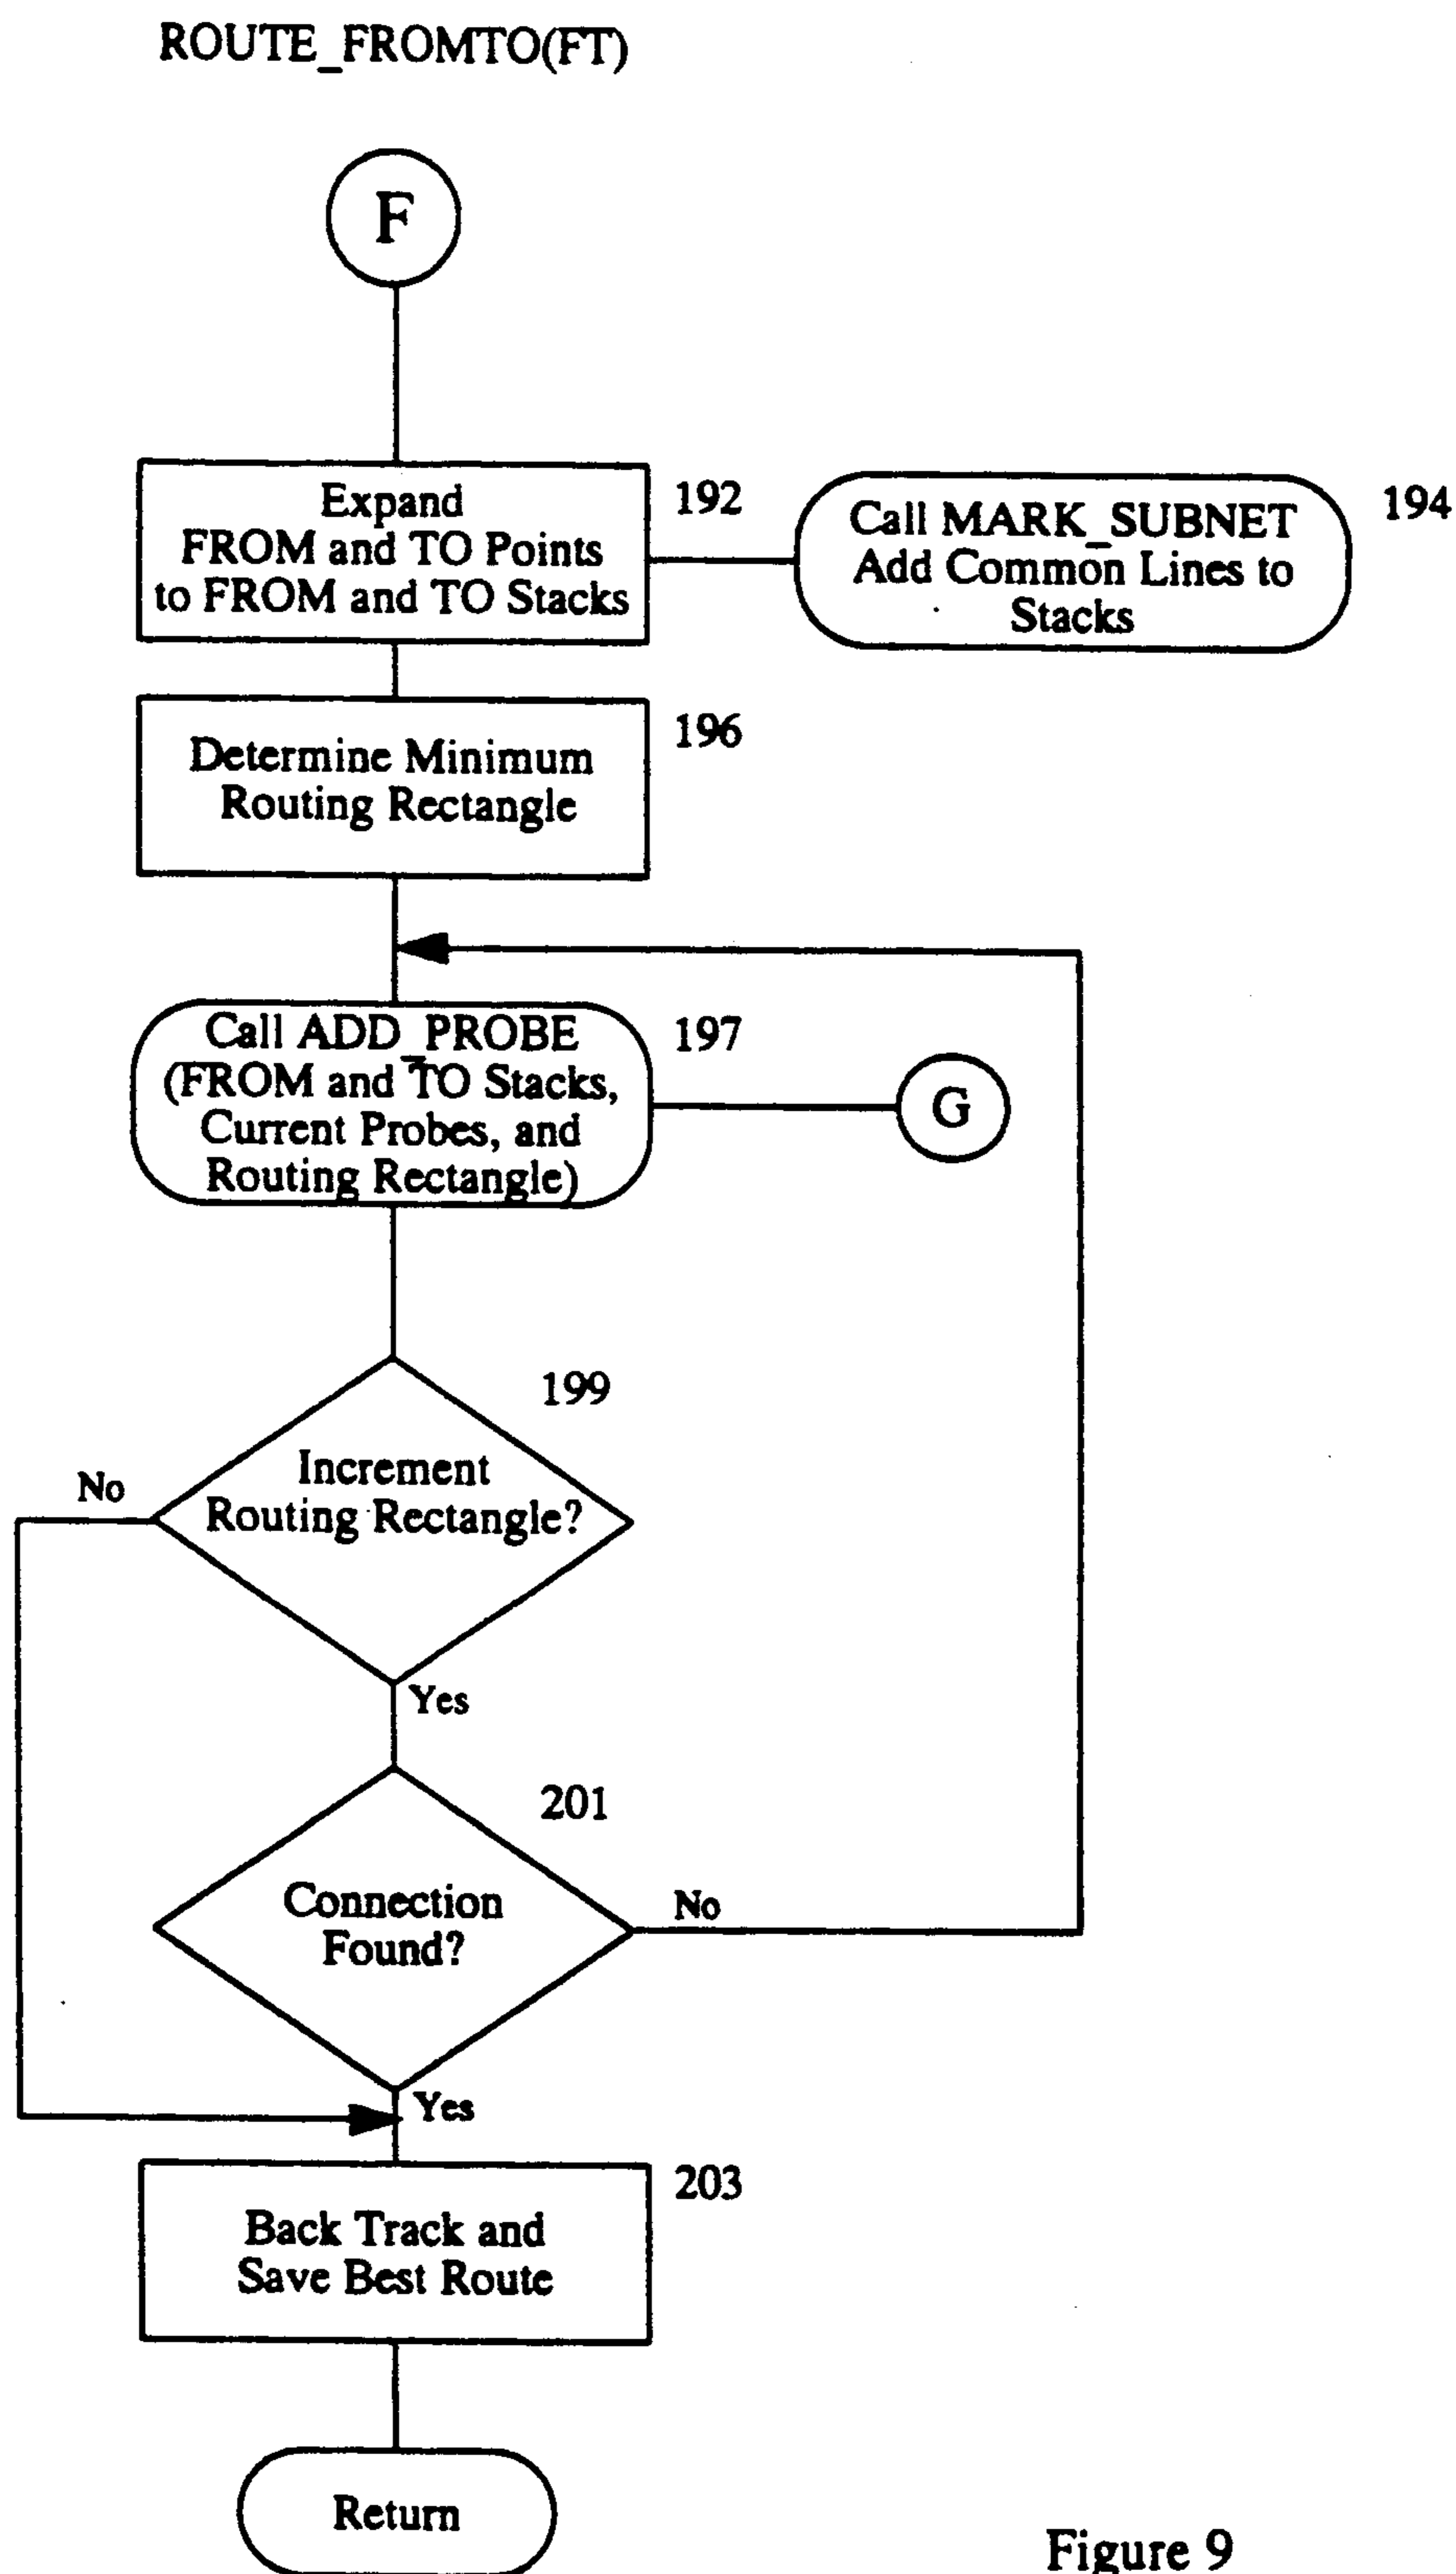 ROUTE_FROMTO(FT)
F
Expand
FROM and TO Points
to FROM and TO Stacks
192
Call MARK_SUBNET
Add Common Lines to
Stacks
194
Determine Minimum
Routing Rectangle
196
Call ADD_PROBE
(FROM and TO Stacks,
Current Probes, and
Routing Rectangle)
197
G
199
Increment
Routing Rectangle?
No
Yes
201
Connection
Found?
No
Yes
203
Back Track and
Save Best Route
Return
Figure 9